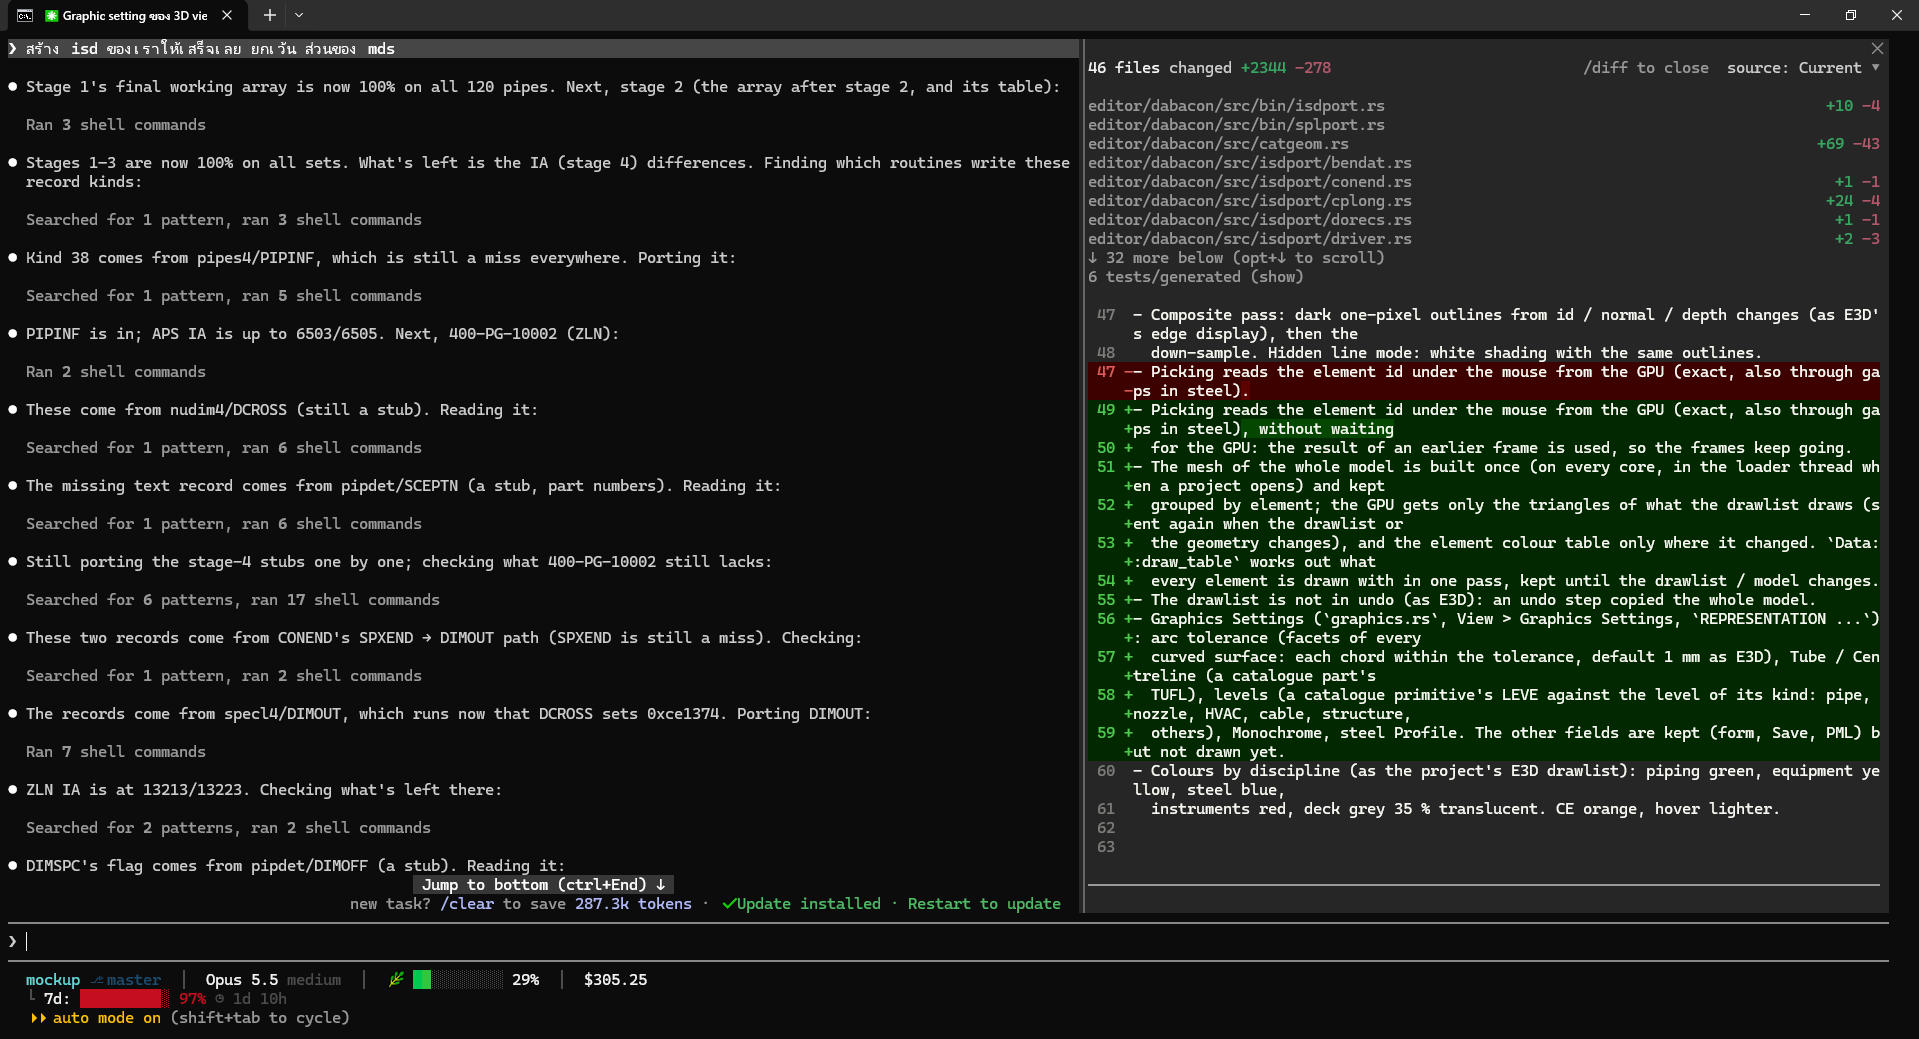 Graphic setting ของ 3D vie
❯ สร้าง isd ของเราให้เสร็จเลย ยกเว้น ส่วนของ mds
● Stage 1's final working array is now 100% on all 120 pipes. Next, stage 2 (the array after stage 2, and its table):
Ran 3 shell commands
● Stages 1–3 are now 100% on all sets. What's left is the IA (stage 4) differences. Finding which routines write these
record kinds:
Searched for 1 pattern, ran 3 shell commands
● Kind 38 comes from pipes4/PIPINF, which is still a miss everywhere. Porting it:
Searched for 1 pattern, ran 5 shell commands
● PIPINF is in; APS IA is up to 6503/6505. Next, 400-PG-10002 (ZLN):
Ran 2 shell commands
● These come from nudim4/DCROSS (still a stub). Reading it:
Searched for 1 pattern, ran 6 shell commands
● The missing text record comes from pipdet/SCEPTN (a stub, part numbers). Reading it:
Searched for 1 pattern, ran 6 shell commands
● Still porting the stage-4 stubs one by one; checking what 400-PG-10002 still lacks:
Searched for 6 patterns, ran 17 shell commands
● These two records come from CONEND's SPXEND → DIMOUT path (SPXEND is still a miss). Checking:
Searched for 1 pattern, ran 2 shell commands
● The records come from specl4/DIMOUT, which runs now that DCROSS sets 0xce1374. Porting DIMOUT:
Ran 7 shell commands
● ZLN IA is at 13213/13223. Checking what's left there:
Searched for 2 patterns, ran 2 shell commands
● DIMSPC's flag comes from pipdet/DIMOFF (a stub). Reading it:
Jump to bottom (ctrl+End) ↓
new task? /clear to save 287.3k tokens · ✓Update installed · Restart to update
❯
mockup master │ Opus 5.5 medium │ 29% │ $305.25
└ 7d: 97% 1d 10h
auto mode on (shift+tab to cycle)
46 files changed +2344 -278 /diff to close source: Current ▾
editor/dabacon/src/bin/isdport.rs +10 -4
editor/dabacon/src/bin/splport.rs
editor/dabacon/src/catgeom.rs +69 -43
editor/dabacon/src/isdport/bendat.rs
editor/dabacon/src/isdport/conend.rs +1 -1
editor/dabacon/src/isdport/cplong.rs +24 -4
editor/dabacon/src/isdport/dorecs.rs +1 -1
editor/dabacon/src/isdport/driver.rs +2 -3
↓ 32 more below (opt+↓ to scroll)
6 tests/generated (show)
47 - Composite pass: dark one-pixel outlines from id / normal / depth changes (as E3D'
s edge display), then the
48 down-sample. Hidden line mode: white shading with the same outlines.
47 -- Picking reads the element id under the mouse from the GPU (exact, also through ga
-ps in steel).
49 +- Picking reads the element id under the mouse from the GPU (exact, also through ga
+ps in steel), without waiting
50 + for the GPU: the result of an earlier frame is used, so the frames keep going.
51 +- The mesh of the whole model is built once (on every core, in the loader thread wh
+en a project opens) and kept
52 + grouped by element; the GPU gets only the triangles of what the drawlist draws (s
+ent again when the drawlist or
53 + the geometry changes), and the element colour table only where it changed. `Data:
+:draw_table` works out what
54 + every element is drawn with in one pass, kept until the drawlist / model changes.
55 +- The drawlist is not in undo (as E3D): an undo step copied the whole model.
56 +- Graphics Settings (`graphics.rs`, View > Graphics Settings, `REPRESENTATION ...`)
+: arc tolerance (facets of every
57 + curved surface: each chord within the tolerance, default 1 mm as E3D), Tube / Cen
+treline (a catalogue part's
58 + TUFL), levels (a catalogue primitive's LEVE against the level of its kind: pipe,
+nozzle, HVAC, cable, structure,
59 + others), Monochrome, steel Profile. The other fields are kept (form, Save, PML) b
+ut not drawn yet.
60 - Colours by discipline (as the project's E3D drawlist): piping green, equipment ye
llow, steel blue,
61 instruments red, deck grey 35 % translucent. CE orange, hover lighter.
62
63